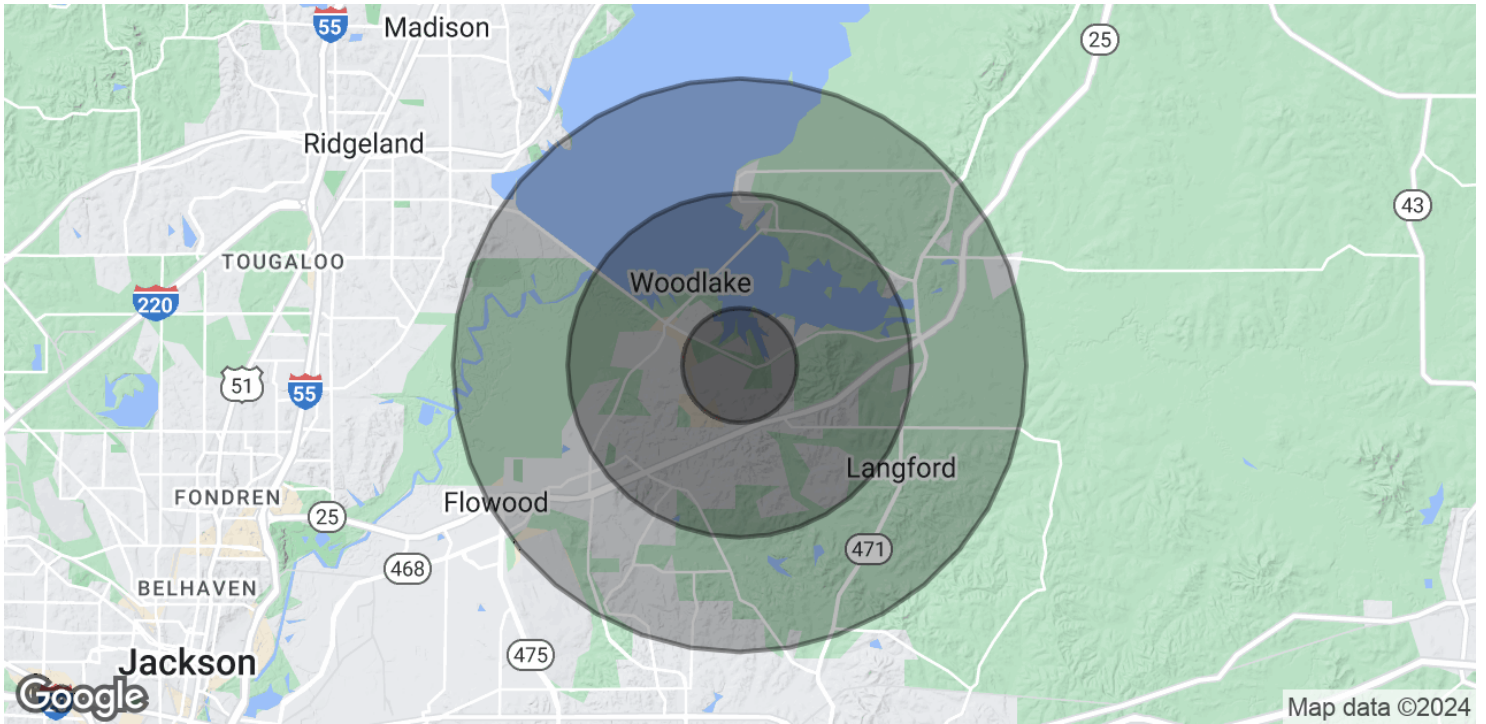 55
Madison
25
Ridgeland
43
TOUGALOO
Woodlake
220
51
55
Langford
FONDREN
Flowood
25
471
468
BELHAVEN
475
Jackson
Google
Map data ©2024